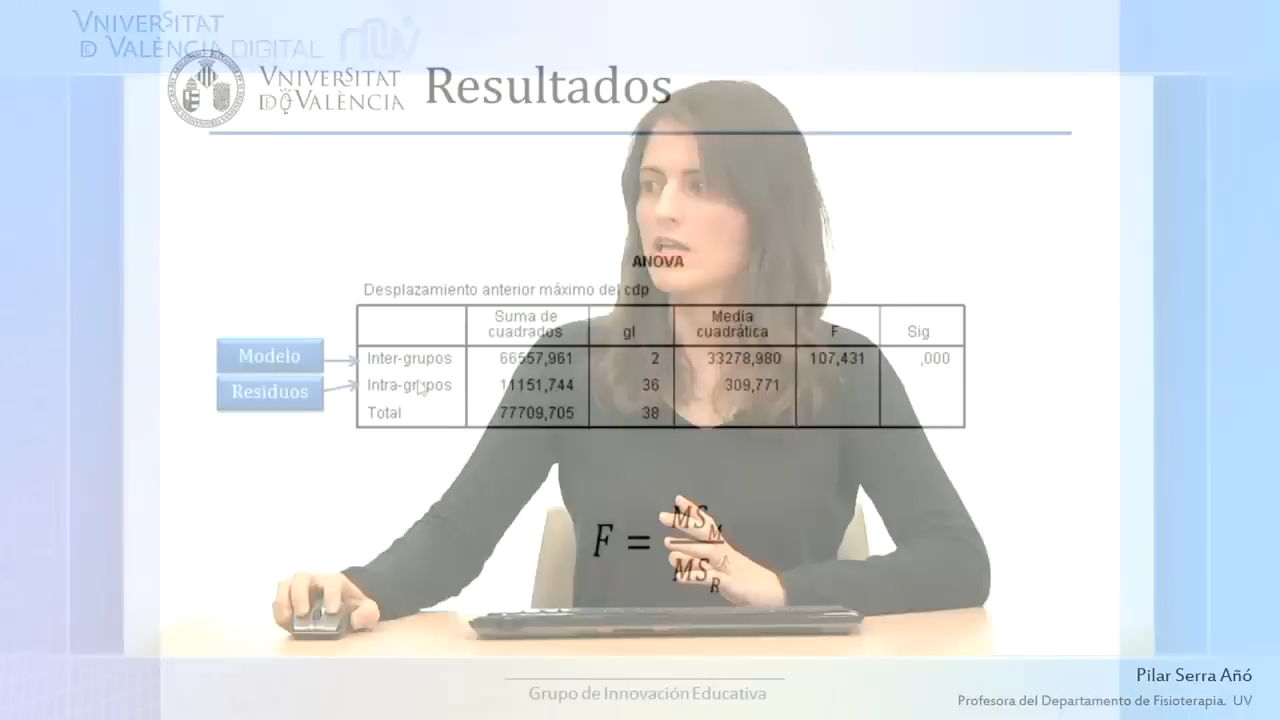 VNIVERSITAT
D VALÈNCIA DIGITAL
VNIVERSITAT
D VALÈNCIA
Resultados
ANOVA
Desplazamiento anterior máximo del cdp
Suma de cuadrados gl Media cuadrática F Sig.
Modelo Inter-grupos 66557,961 2 33278,980 107,431 ,000
Residuos Intra-grupos 11151,744 36 309,771
Total 77709,705 38
F = MS_M / MS_R
Grupo de Innovación Educativa
Pilar Serra Añó
Profesora del Departamento de Fisioterapia. UV